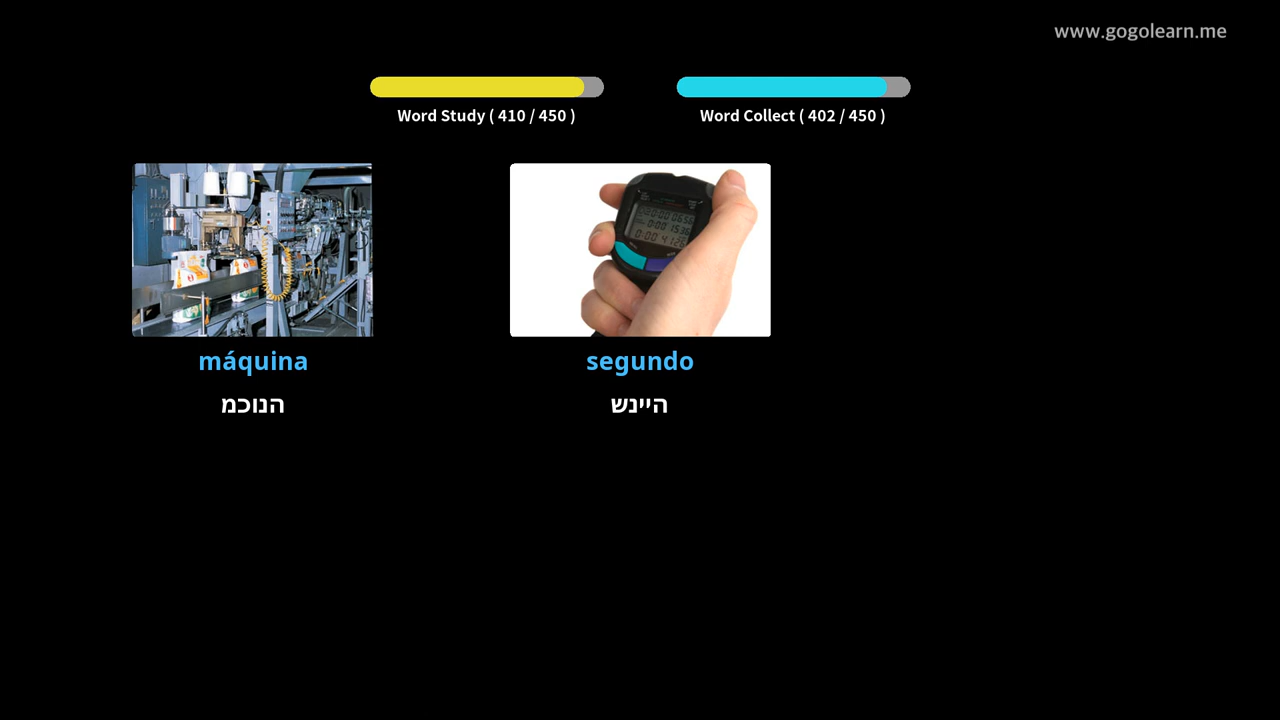 www.gogolearn.me
Word Study ( 410 / 450 )
Word Collect ( 402 / 450 )
máquina
segundo
הנוכמ
היינש